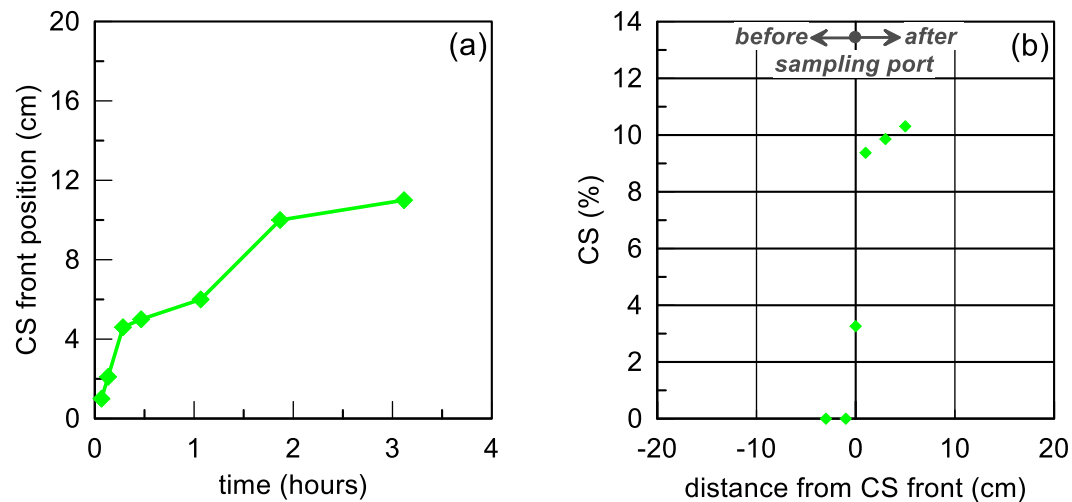 (a)
20
16
12
8
4
0
CS front position (cm)
0 1 2 3 4
time (hours)
(b)
before after
sampling port
14
12
10
8
6
4
2
0
CS (%)
-20 -10 0 10 20
distance from CS front (cm)